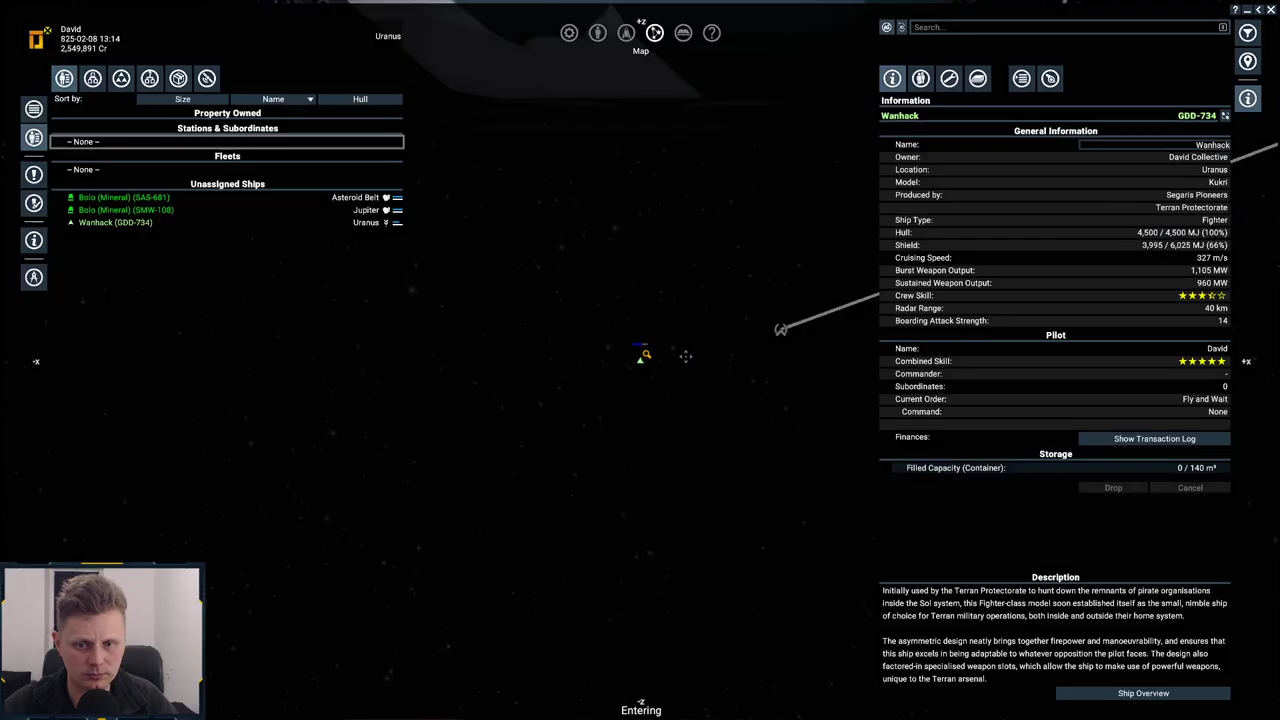 David
825-02-08 13:14
2,549,891 Cr
Uranus
+z
Map
Search...
Sort by:
Size
Name
Hull
Property Owned
Stations & Subordinates
– None –
Fleets
– None –
Unassigned Ships
Bolo (Mineral) (SAS-681) Asteroid Belt
Bolo (Mineral) (SMW-108) Jupiter
Wanhack (GDD-734) Uranus
-x
+x
-z
Entering
Information
Wanhack GDD-734
General Information
Name: Wanhack
Owner: David Collective
Location: Uranus
Model: Kukri
Produced by: Segaris Pioneers
Terran Protectorate
Ship Type: Fighter
Hull: 4,500 / 4,500 MJ (100%)
Shield: 3,995 / 6,025 MJ (66%)
Cruising Speed: 327 m/s
Burst Weapon Output: 1,105 MW
Sustained Weapon Output: 960 MW
Crew Skill:
Radar Range: 40 km
Boarding Attack Strength: 14
Pilot
Name: David
Combined Skill:
Commander: -
Subordinates: 0
Current Order: Fly and Wait
Command: None
Finances: Show Transaction Log
Storage
Filled Capacity (Container): 0 / 140 m³
Drop Cancel
Description
Initially used by the Terran Protectorate to hunt down the remnants of pirate organisations
inside the Sol system, this Fighter-class model soon established itself as the small, nimble ship
of choice for Terran military operations, both inside and outside their home system.
The asymmetric design neatly brings together firepower and manoeuvrability, and ensures that
this ship excels in being adaptable to whatever opposition the pilot faces. The design also
factored-in specialised weapon slots, which allow the ship to make use of powerful weapons,
unique to the Terran arsenal.
Ship Overview